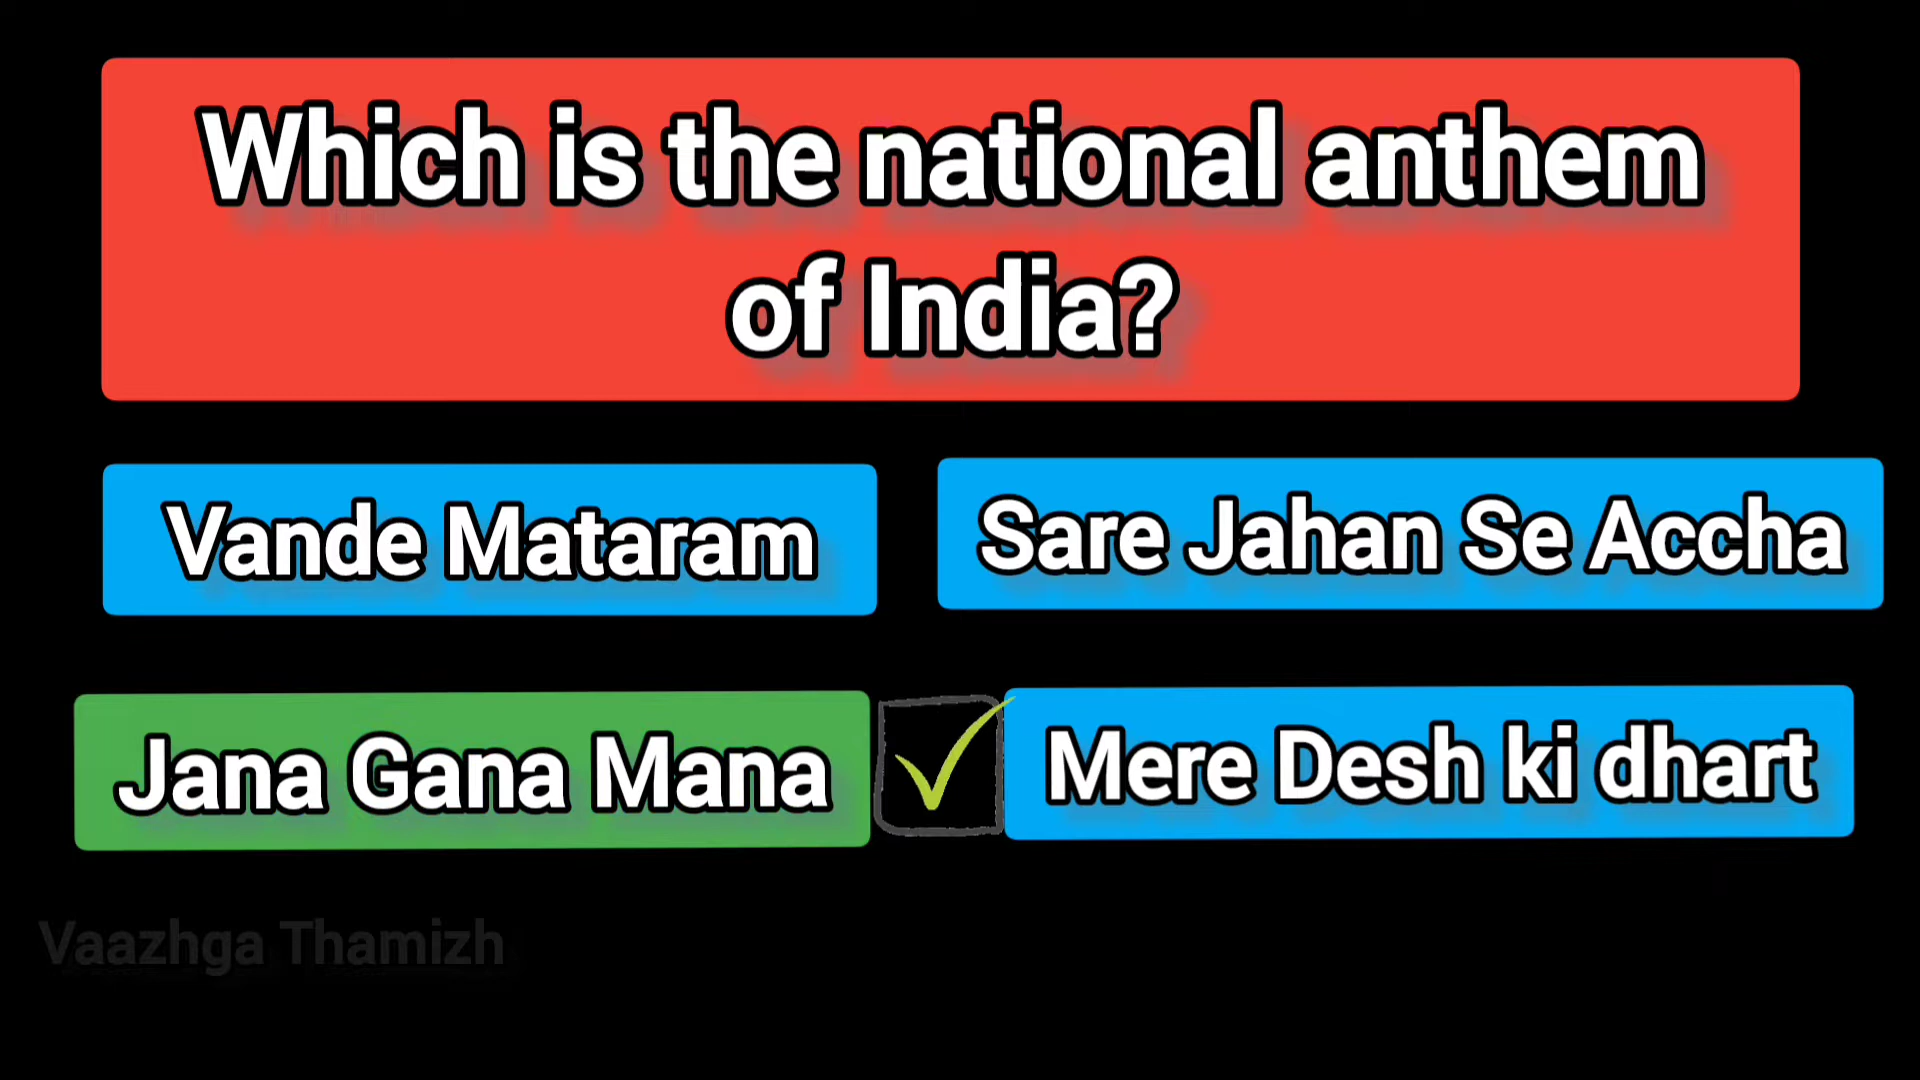 Which is the national anthem
of India?
Vande Mataram
Sare Jahan Se Accha
Jana Gana Mana
Mere Desh ki dhart
Vaazhga Thamizh